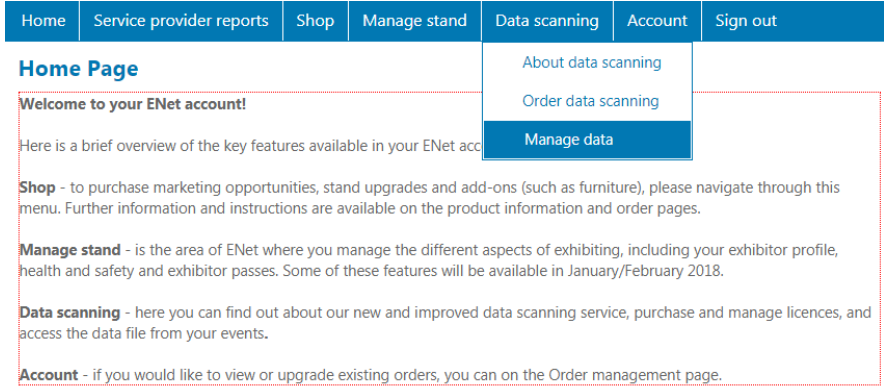 Home Service provider reports Shop Manage stand Data scanning Account Sign out
About data scanning
Order data scanning
Manage data
Home Page
Welcome to your ENet account!
Here is a brief overview of the key features available in your ENet acc
Shop - to purchase marketing opportunities, stand upgrades and add-ons (such as furniture), please navigate through this
menu. Further information and instructions are available on the product information and order pages.
Manage stand - is the area of ENet where you manage the different aspects of exhibiting, including your exhibitor profile,
health and safety and exhibitor passes. Some of these features will be available in January/February 2018.
Data scanning - here you can find out about our new and improved data scanning service, purchase and manage licences, and
access the data file from your events.
Account - if you would like to view or upgrade existing orders, you can on the Order management page.